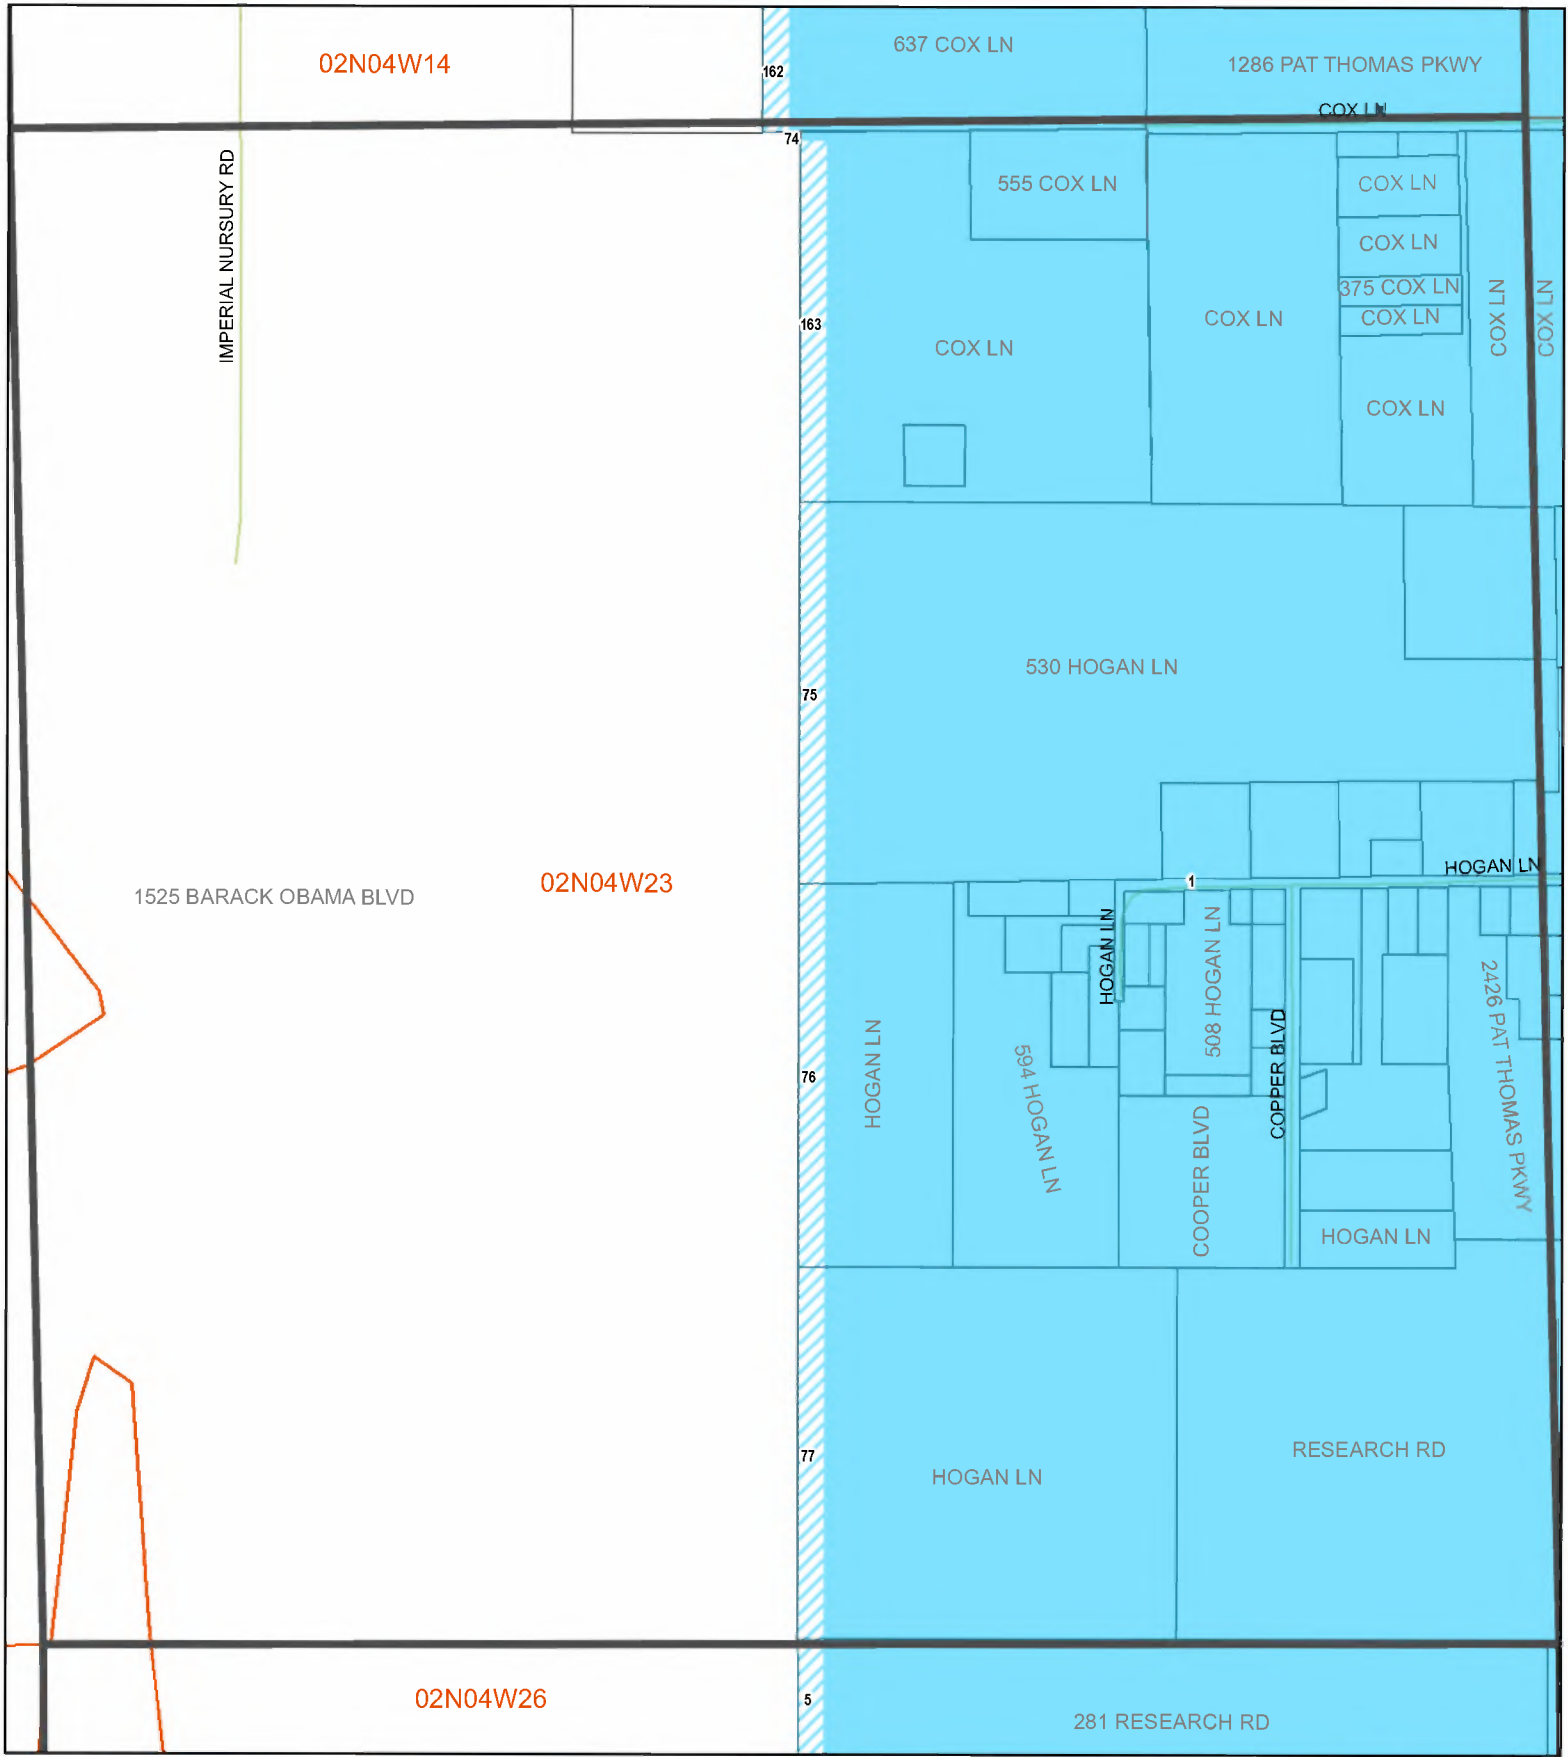 637 COX LN
02N04W14
1286 PAT THOMAS PKWY
162
COX LN
74
IMPERIAL NURSURY RD
555 COX LN
COX LN
COX LN
375 COX LN
COX LN
COX LN
COX LN
COX LN
163
COX LN
COX LN
530 HOGAN LN
75
HOGAN LN
1
02N04W23
1525 BARACK OBAMA BLVD
HOGAN LN
508 HOGAN LN
2426 PAT THOMAS PKWY
COPPER BLVD
HOGAN LN
76
594 HOGAN LN
COOPER BLVD
HOGAN LN
RESEARCH RD
77
HOGAN LN
02N04W26
5
281 RESEARCH RD